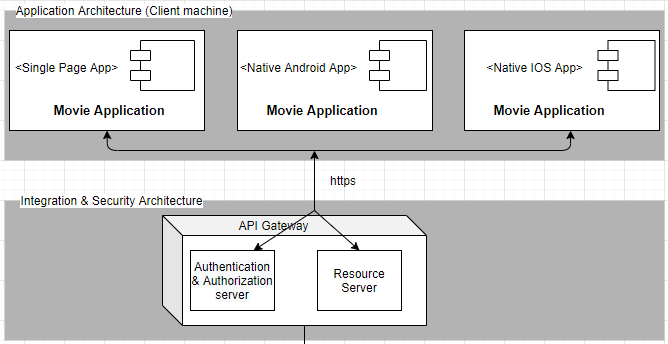 Application Architecture (Client machine)
<Single Page App>
Movie Application
<Native Android App>
Movie Application
<Native IOS App>
Movie Application
https
Integration & Security Architecture
API Gateway
Authentication
& Authorization
server
Resource
Server